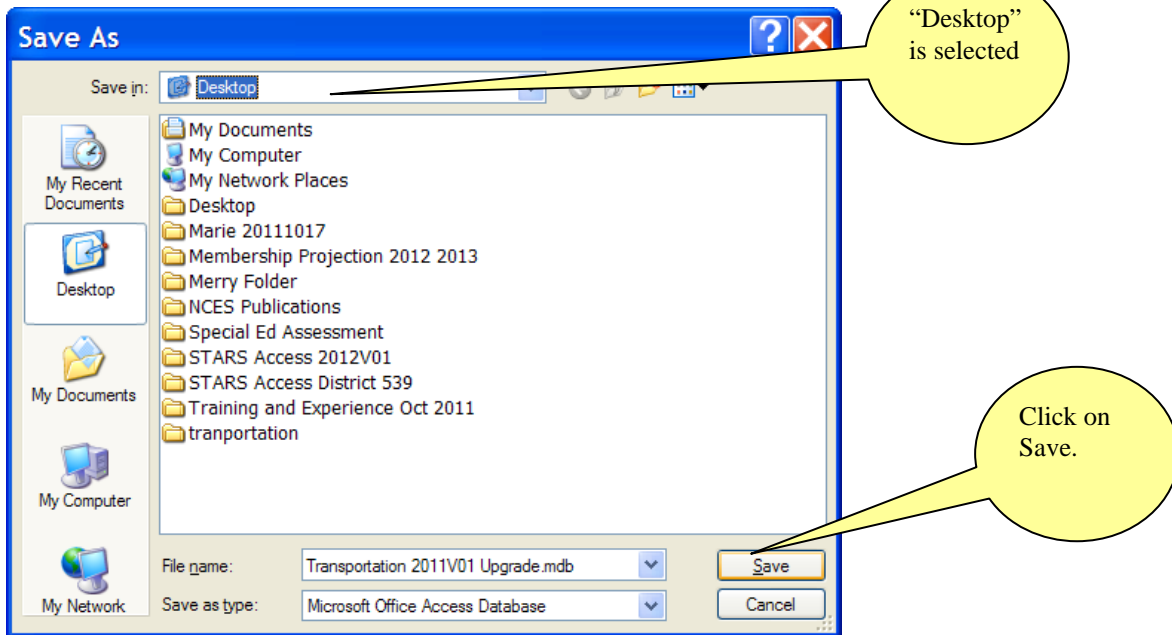 “Desktop”
is selected
Save As
Save in:
Desktop
My Recent
Documents
Desktop
My Documents
My Computer
My Network
My Documents
My Computer
My Network Places
Desktop
Marie 20111017
Membership Projection 2012 2013
Merry Folder
NCES Publications
Special Ed Assessment
STARS Access 2012V01
STARS Access District 539
Training and Experience Oct 2011
tranportation
Click on
Save.
File name:
Transportation 2011V01 Upgrade.mdb
Save
Save as type:
Microsoft Office Access Database
Cancel